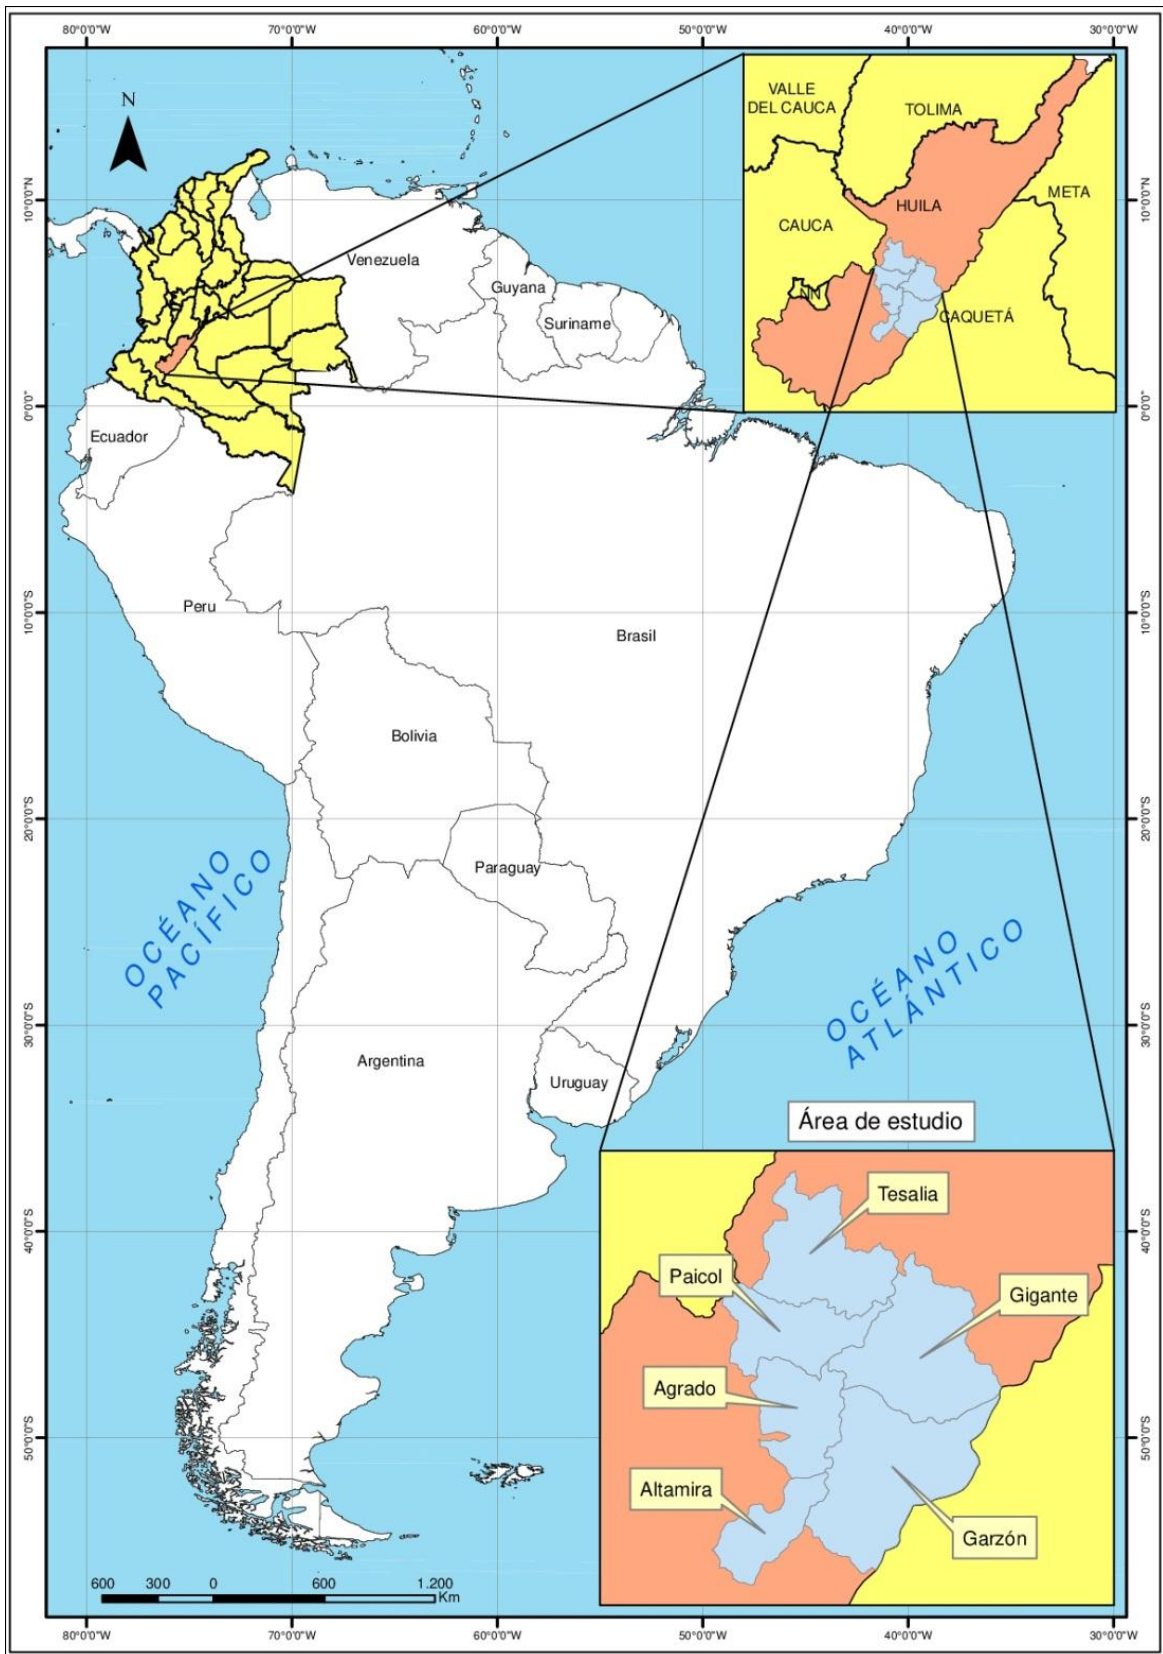 80°0'0"W
70°0'0"W
60°0'0"W
50°0'0"W
40°0'0"W
30°0'0"W
N
VALLE
DEL CAUCA
TOLIMA
META
HUILA
CAUCA
NN
CAQUETÁ
10°0'0"N
10°0'0"N
Venezuela
Guyana
Suriname
0°0'0"
0°0'0"
Ecuador
Peru
Brasil
10°0'0"S
10°0'0"S
Bolivia
20°0'0"S
20°0'0"S
Paraguay
OCÉANO
PACÍFICO
OCÉANO
ATLÁNTICO
30°0'0"S
30°0'0"S
Argentina
Uruguay
Área de estudio
Tesalia
Paicol
Gigante
Agrado
Altamira
Garzón
40°0'0"S
40°0'0"S
50°0'0"S
50°0'0"S
600 300 0 600 1.200
Km
80°0'0"W
70°0'0"W
60°0'0"W
50°0'0"W
40°0'0"W
30°0'0"W